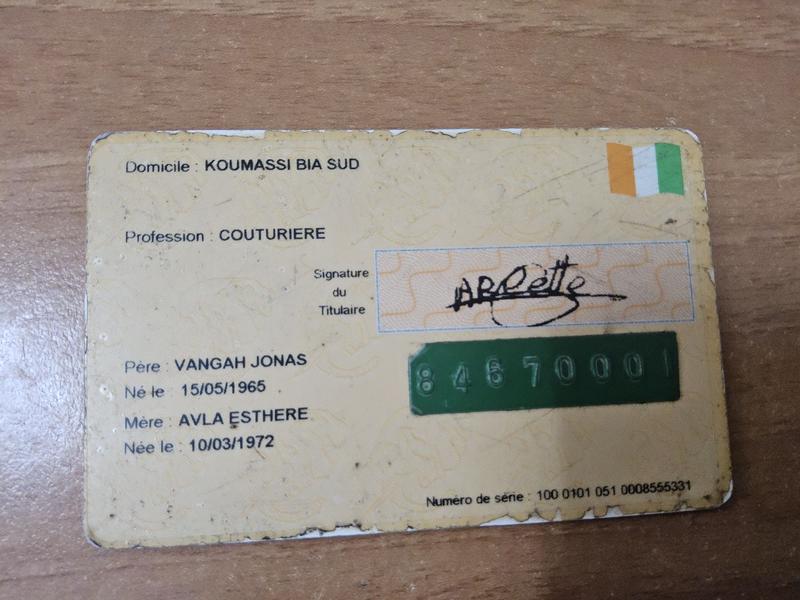 Domicile : KOUMASSI BIA SUD
Profession : COUTURIERE
Signature
du
Titulaire
ARLette
Père : VANGAH JONAS
Né le : 15/05/1965
Mère : AVLA ESTHERE
Née le : 10/03/1972
84670001
Numéro de série : 100 0101 051 0008555331